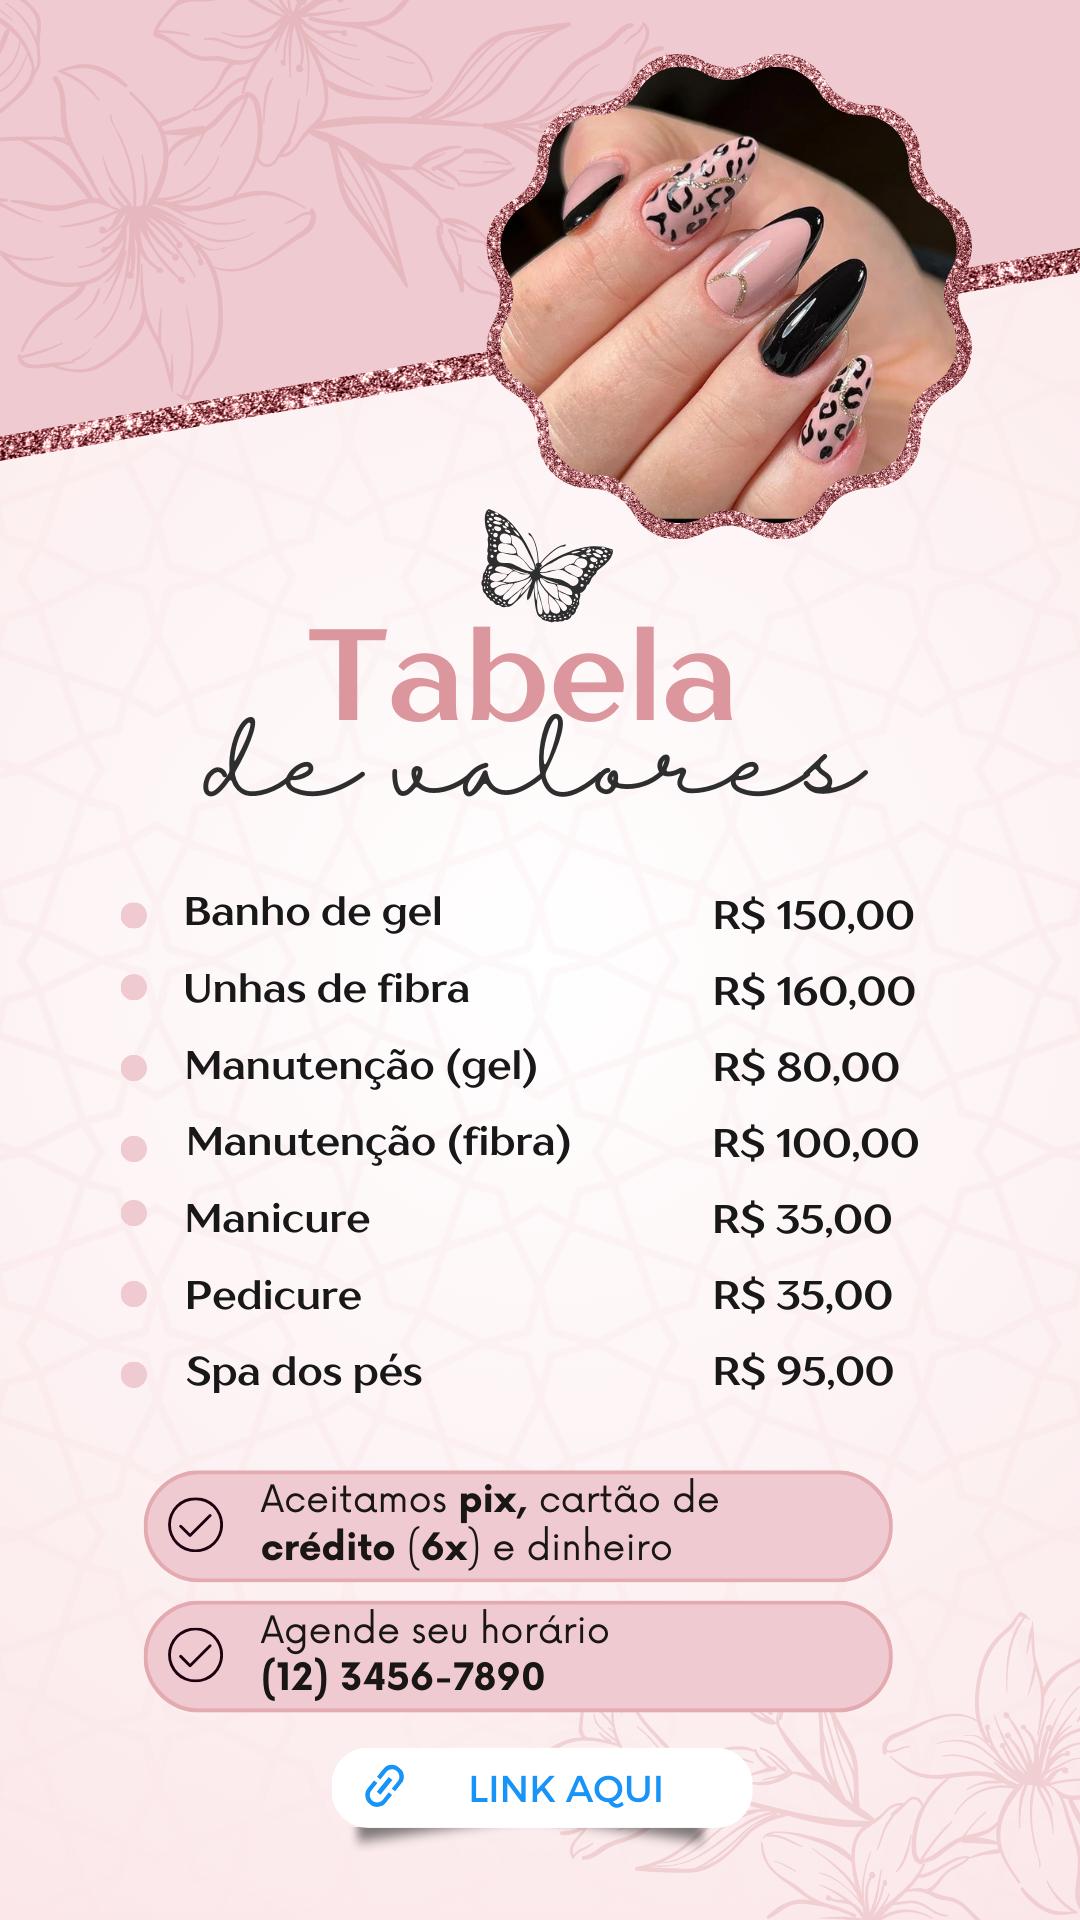 Tabela
de valores
Banho de gel R$ 150,00
Unhas de fibra R$ 160,00
Manutenção (gel) R$ 80,00
Manutenção (fibra) R$ 100,00
Manicure R$ 35,00
Pedicure R$ 35,00
Spa dos pés R$ 95,00
Aceitamos pix, cartão de
crédito (6x) e dinheiro
Agende seu horário
(12) 3456-7890
LINK AQUI